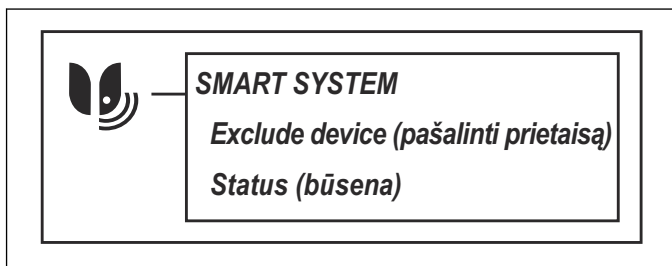 SMART SYSTEM
Exclude device (pašalinti prietaisą)
Status (būsena)